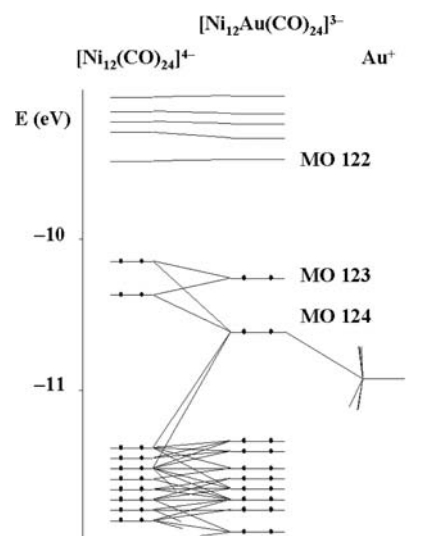 [Ni₁₂Au(CO)₂₄]³⁻
[Ni₁₂(CO)₂₄]⁴⁻
Au⁺
E (eV)
MO 122
−10
MO 123
MO 124
−11